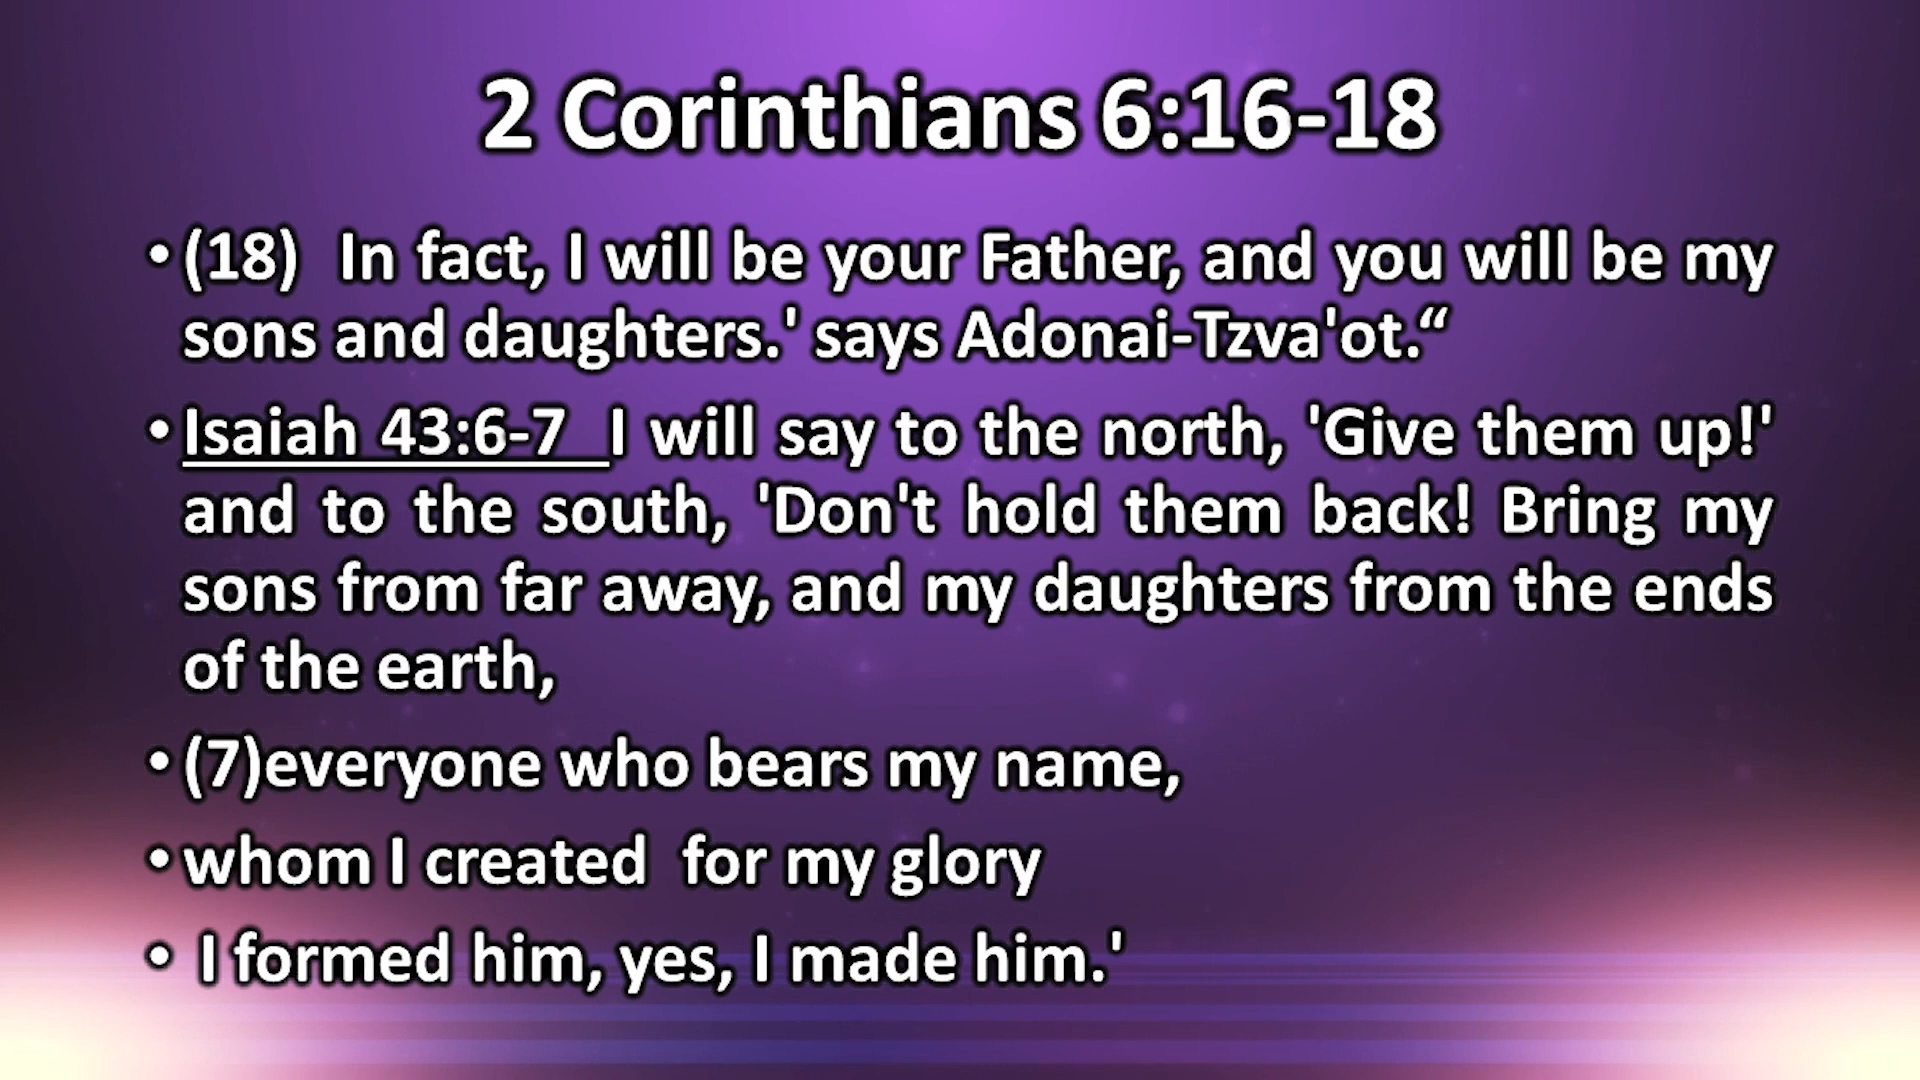 2 Corinthians 6:16-18
• (18)  In fact, I will be your Father, and you will be my
sons and daughters.' says Adonai-Tzva'ot.“
• Isaiah 43:6-7  I will say to the north, 'Give them up!'
and to the south, 'Don't hold them back! Bring my
sons from far away, and my daughters from the ends
of the earth,
• (7)everyone who bears my name,
• whom I created  for my glory
•  I formed him, yes, I made him.'